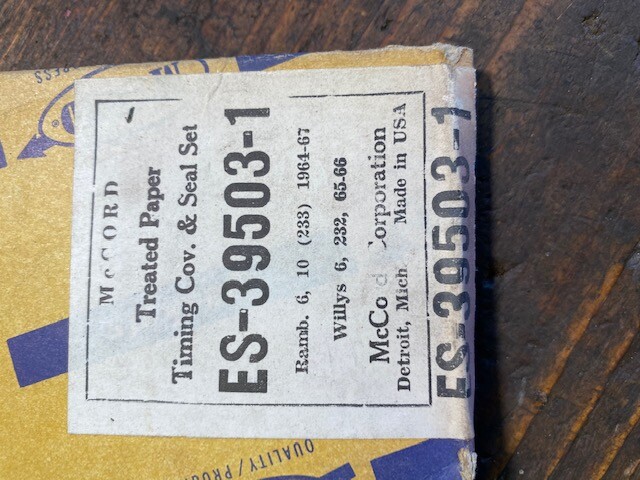 McCORD
Treated Paper
Timing Cov. & Seal Set
ES-39503-1
Ramb. 6, 10 (233) 1964-67
Willys 6, 232, 65-66
McCo d Corporation
Detroit, Mich. Made in USA
ES-39503-1
QUALITY/